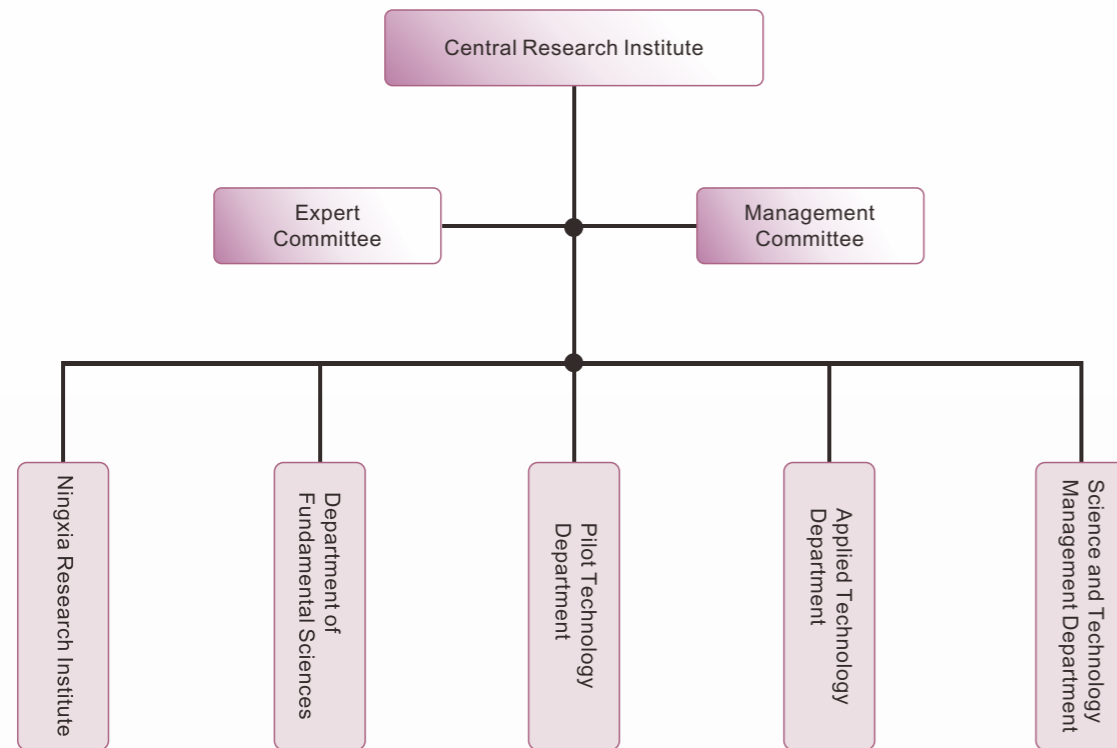 Central Research Institute
Expert
Committee
Management
Committee
Ningxia Research Institute
Department of
Fundamental Sciences
Pilot Technology
Department
Applied Technology
Department
Science and Technology
Management Department